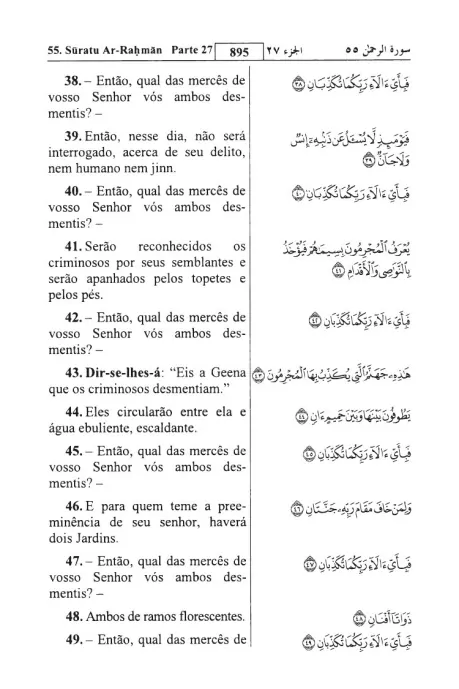 55. Sūratu Ar-Raḥmān Parte 27 895 الجزء ٢٧ سورة الرحمن ٥٥
38. – Então, qual das mercês de
vosso Senhor vós ambos des-
mentis? –
فَبِأَيِّ ءَالَآءِ رَبِّكُمَا تُكَذِّبَانِ ۝٣٨
39. Então, nesse dia, não será
interrogado, acerca de seu delito,
nem humano nem jinn.
فَيَوْمَئِذٍ لَّا يُسْـَٔلُ عَن ذَنۢبِهِۦٓ إِنسٌ
وَلَا جَآنٌّ ۝٣٩
40. – Então, qual das mercês de
vosso Senhor vós ambos des-
mentis? –
فَبِأَيِّ ءَالَآءِ رَبِّكُمَا تُكَذِّبَانِ ۝٤٠
41. Serão reconhecidos os
criminosos por seus semblantes e
serão apanhados pelos topetes e
pelos pés.
يُعْرَفُ ٱلْمُجْرِمُونَ بِسِيمَٰهُمْ فَيُؤْخَذُ
بِٱلنَّوَٰصِى وَٱلْأَقْدَامِ ۝٤١
42. – Então, qual das mercês de
vosso Senhor vós ambos des-
mentis? –
فَبِأَيِّ ءَالَآءِ رَبِّكُمَا تُكَذِّبَانِ ۝٤٢
43. Dir-se-lhes-á: “Eis a Geena
que os criminosos desmentiam.”
هَٰذِهِۦ جَهَنَّمُ ٱلَّتِى يُكَذِّبُ بِهَا ٱلْمُجْرِمُونَ ۝٤٣
44. Eles circularão entre ela e
água ebuliente, escaldante.
يَطُوفُونَ بَيْنَهَا وَبَيْنَ حَمِيمٍ ءَانٍ ۝٤٤
45. – Então, qual das mercês de
vosso Senhor vós ambos des-
mentis? –
فَبِأَيِّ ءَالَآءِ رَبِّكُمَا تُكَذِّبَانِ ۝٤٥
46. E para quem teme a pree-
minência de seu senhor, haverá
dois Jardins.
وَلِمَنْ خَافَ مَقَامَ رَبِّهِۦ جَنَّتَانِ ۝٤٦
47. – Então, qual das mercês de
vosso Senhor vós ambos des-
mentis? –
فَبِأَيِّ ءَالَآءِ رَبِّكُمَا تُكَذِّبَانِ ۝٤٧
48. Ambos de ramos florescentes.
ذَوَاتَآ أَفْنَانٍ ۝٤٨
49. – Então, qual das mercês de
فَبِأَيِّ ءَالَآءِ رَبِّكُمَا تُكَذِّبَانِ ۝٤٩